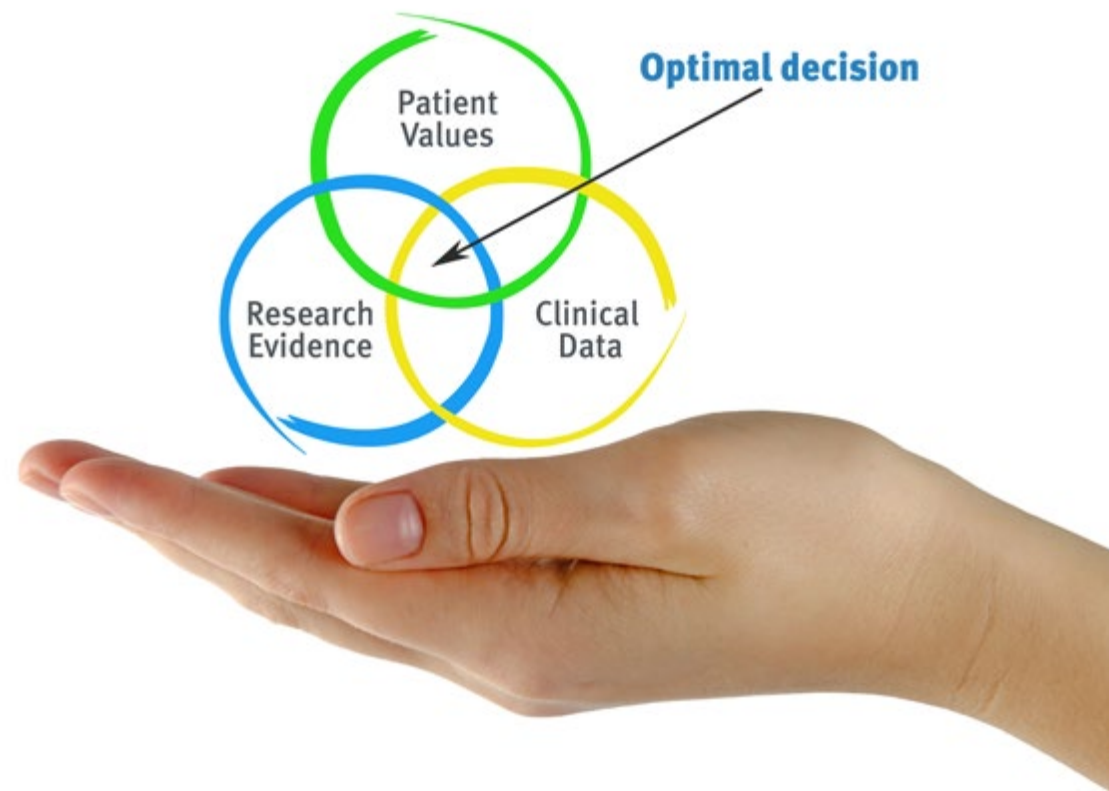 Optimal decision
Patient
Values
Research
Evidence
Clinical
Data